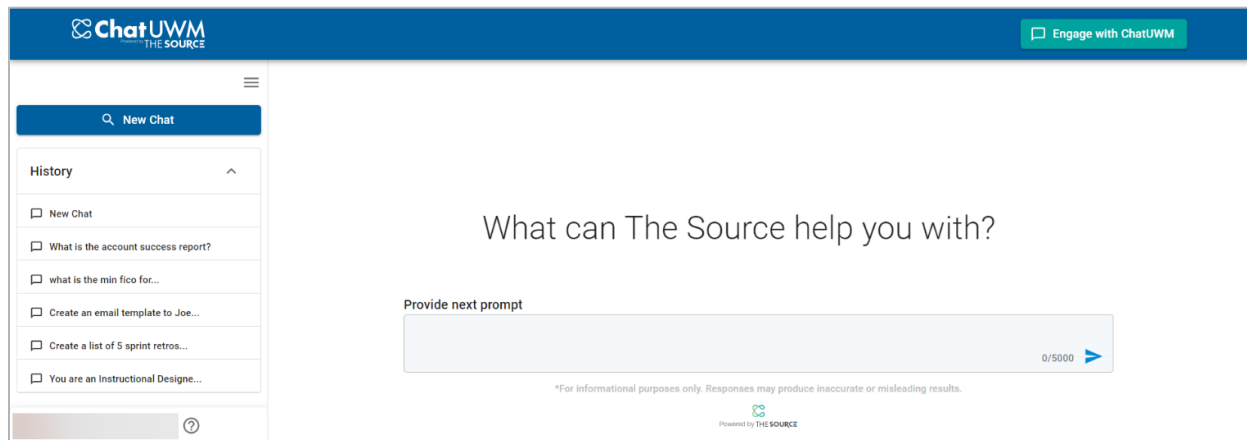 ChatUWM
Powered by THE SOURCE
Engage with ChatUWM
New Chat
History
New Chat
What is the account success report?
what is the min fico for...
Create an email template to Joe...
Create a list of 5 sprint retros...
You are an Instructional Designe...
What can The Source help you with?
Provide next prompt
0/5000
*For informational purposes only. Responses may produce inaccurate or misleading results.
Powered by THE SOURCE